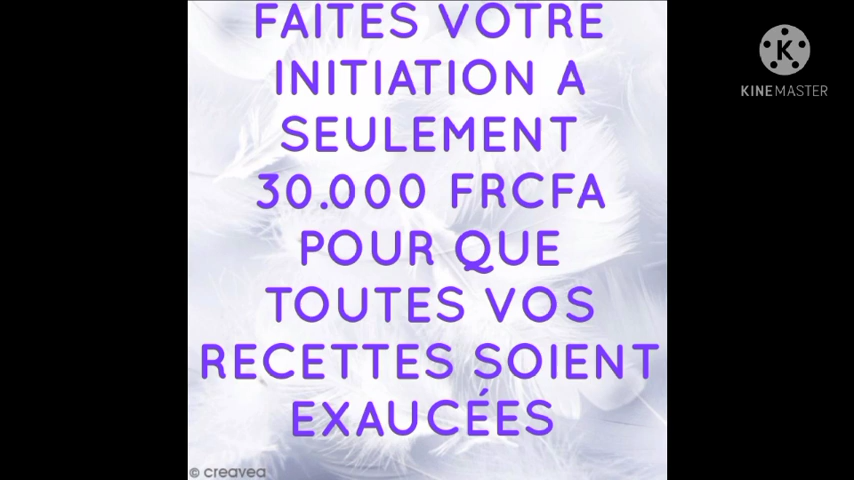 FAITES VOTRE
INITIATION A
SEULEMENT
30.000 FRCFA
POUR QUE
TOUTES VOS
RECETTES SOIENT
EXAUCÉES
© creavea
K
KINEMASTER